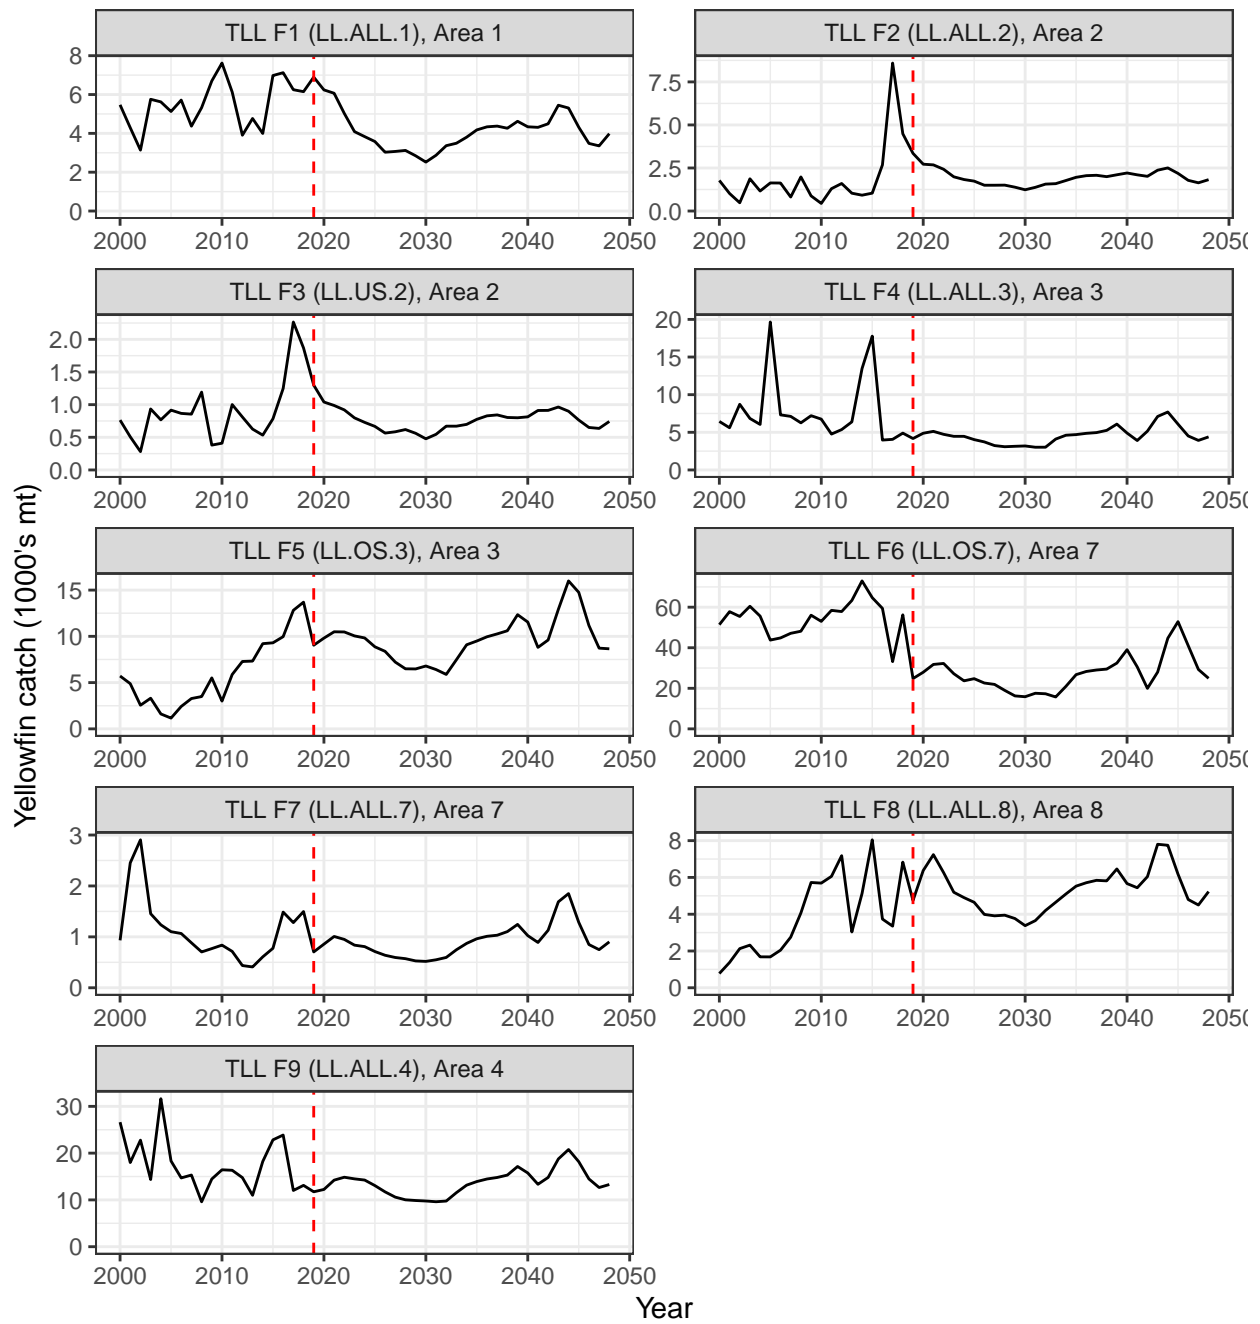 TLL F1 (LL.ALL.1), Area 1
8
6
4
2
0
2000 2010 2020 2030 2040 2050
TLL F2 (LL.ALL.2), Area 2
7.5
5.0
2.5
0.0
2000 2010 2020 2030 2040 2050
TLL F3 (LL.US.2), Area 2
2.0
1.5
1.0
0.5
0.0
2000 2010 2020 2030 2040 2050
TLL F4 (LL.ALL.3), Area 3
20
15
10
5
0
2000 2010 2020 2030 2040 2050
TLL F5 (LL.OS.3), Area 3
15
10
5
0
2000 2010 2020 2030 2040 2050
TLL F6 (LL.OS.7), Area 7
60
40
20
0
2000 2010 2020 2030 2040 2050
TLL F7 (LL.ALL.7), Area 7
3
2
1
0
2000 2010 2020 2030 2040 2050
TLL F8 (LL.ALL.8), Area 8
8
6
4
2
0
2000 2010 2020 2030 2040 2050
TLL F9 (LL.ALL.4), Area 4
30
20
10
0
2000 2010 2020 2030 2040 2050
Yellowfin catch (1000's mt)
Year